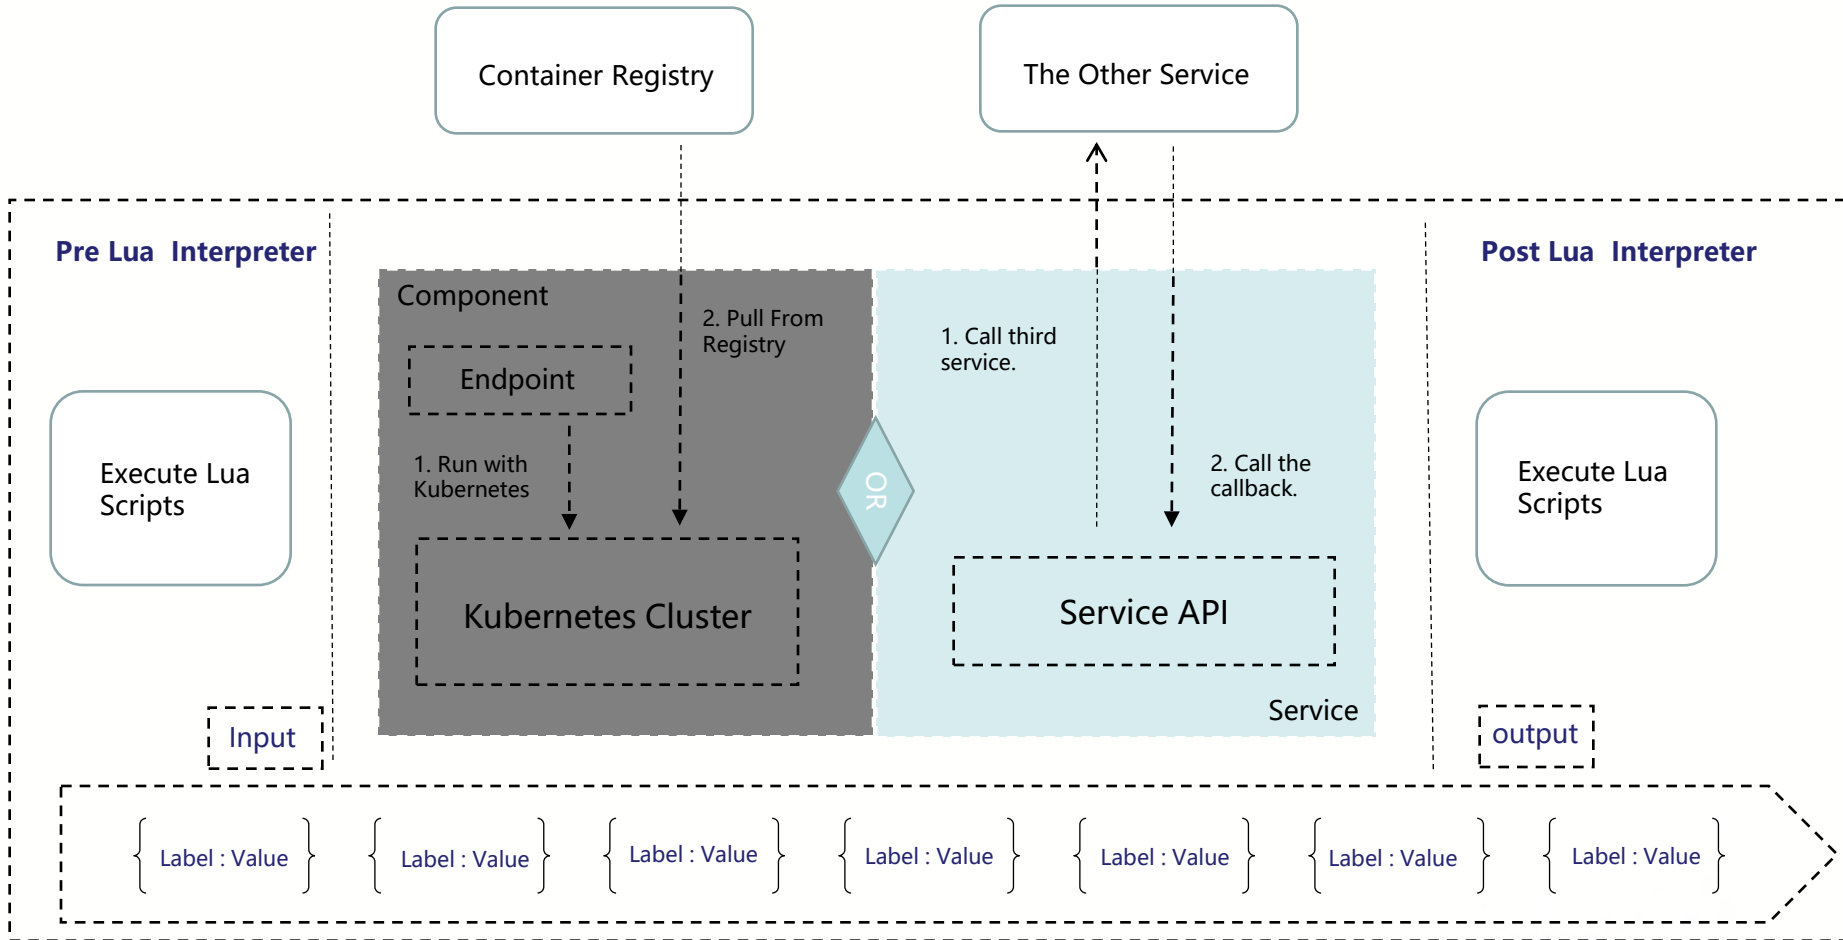 Container Registry
The Other Service
Pre Lua  Interpreter
Post Lua  Interpreter
Component
2. Pull From
Registry
1. Call third
service.
Endpoint
1. Run with
Kubernetes
OR
2. Call the
callback.
Execute Lua
Scripts
Execute Lua
Scripts
Kubernetes Cluster
Service API
Service
Input
output
{ Label : Value }
{ Label : Value }
{ Label : Value }
{ Label : Value }
{ Label : Value }
{ Label : Value }
{ Label : Value }